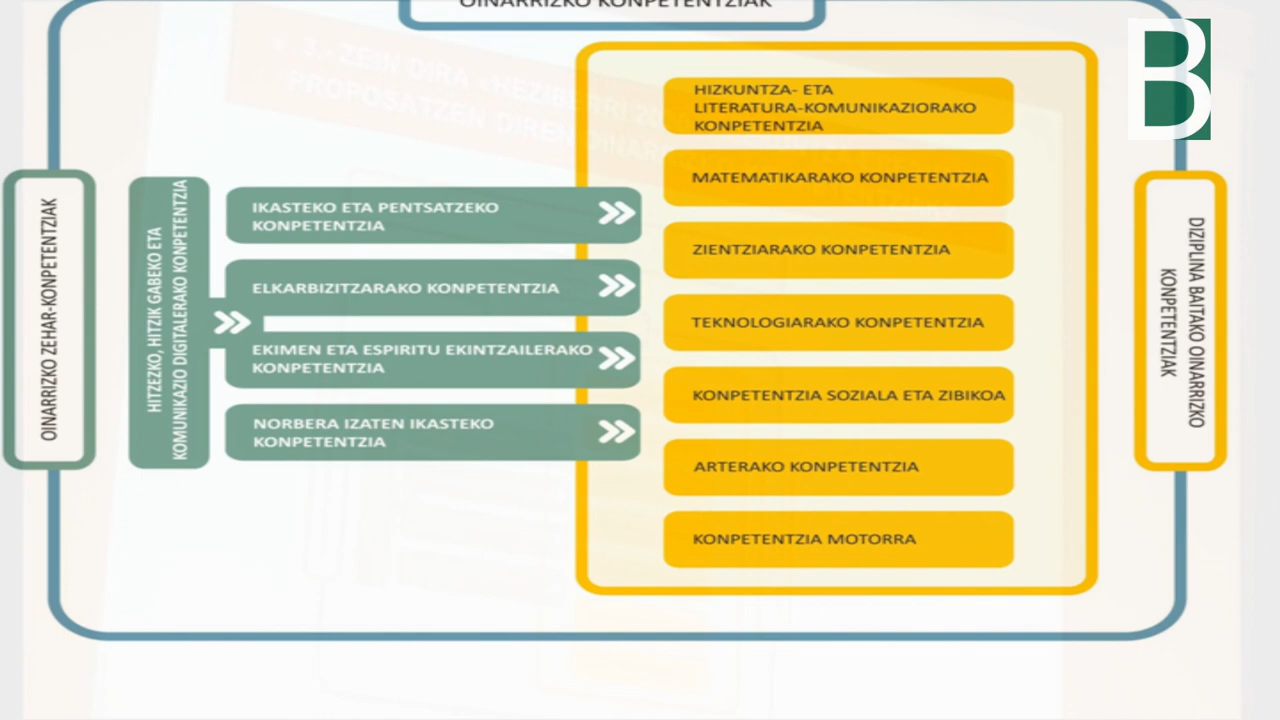 OINARRIZKO KONPETENTZIAK
B
OINARRIZKO ZEHAR-KONPETENTZIAK
HITZEZKO, HITZIK GABEKO ETA
KOMUNIKAZIO DIGITALERAKO KONPETENTZIA
IKASTEKO ETA PENTSATZEKO
KONPETENTZIA
ELKARBIZITZARAKO KONPETENTZIA
EKIMEN ETA ESPIRITU EKINTZAILERAKO
KONPETENTZIA
NORBERA IZATEN IKASTEKO
KONPETENTZIA
HIZKUNTZA- ETA
LITERATURA-KOMUNIKAZIORAKO
KONPETENTZIA
MATEMATIKARAKO KONPETENTZIA
ZIENTZIARAKO KONPETENTZIA
TEKNOLOGIARAKO KONPETENTZIA
KONPETENTZIA SOZIALA ETA ZIBIKOA
ARTERAKO KONPETENTZIA
KONPETENTZIA MOTORRA
DIZIPLINA BAITAKO OINARRIZKO
KONPETENTZIAK